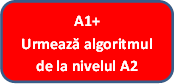 A1+
Urmează algoritmul
de la nivelul A2